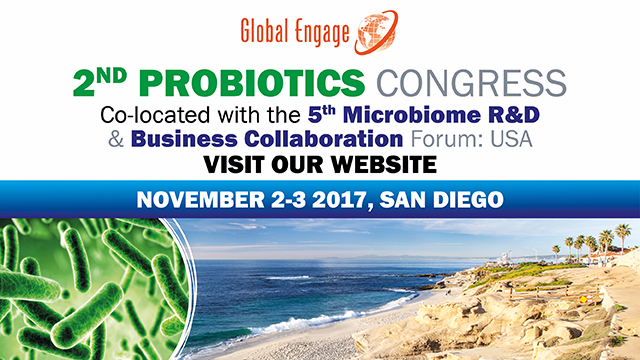 Global Engage
2ND PROBIOTICS CONGRESS
Co-located with the 5th Microbiome R&D
& Business Collaboration Forum: USA
VISIT OUR WEBSITE
NOVEMBER 2-3 2017, SAN DIEGO